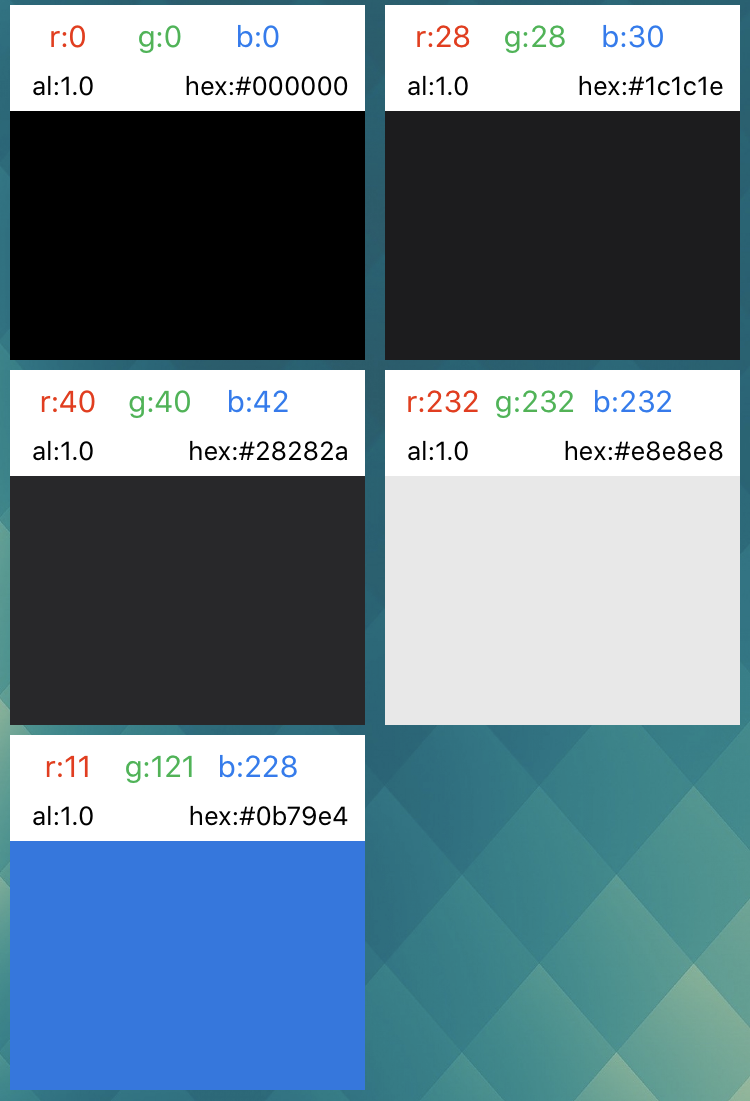 r:0 g:0 b:0
al:1.0 hex:#000000
r:28 g:28 b:30
al:1.0 hex:#1c1c1e
r:40 g:40 b:42
al:1.0 hex:#28282a
r:232 g:232 b:232
al:1.0 hex:#e8e8e8
r:11 g:121 b:228
al:1.0 hex:#0b79e4